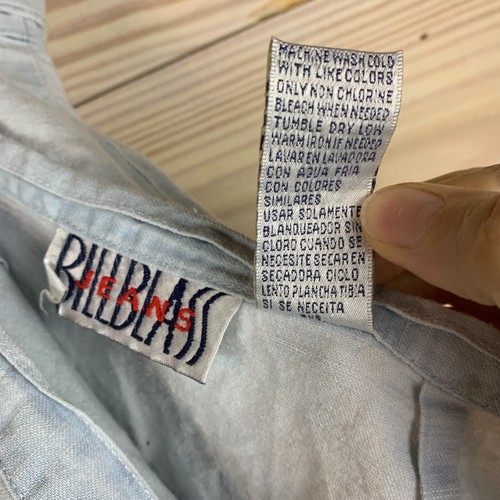 MACHINE WASH COLD
WITH LIKE COLORS
ONLY NON CHLORINE
BLEACH WHEN NEEDED
TUMBLE DRY LOW
WARM IRON IF NEEDED
LAVAR EN LAVADORA
CON AGUA FRIA
CON COLORES
SIMILARES
USAR SOLAMENTE
BLANQUEADOR SIN
CLORO CUANDO SE
NECESITE SECAR EN
SECADORA CICLO
LENTO PLANCHA TIBIA
SI SE NECEITA
BILL BLASS
JEANS